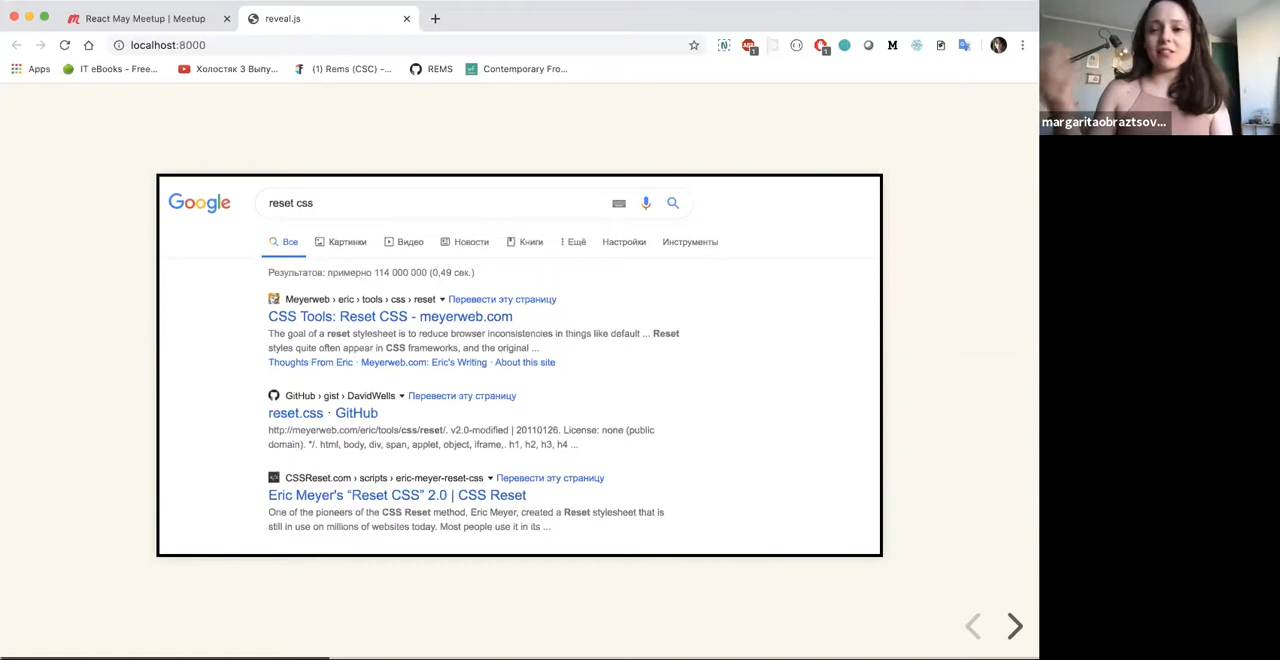 React May Meetup | Meetup
reveal.js
localhost:8000
Apps
IT eBooks - Free...
Холостяк 3 Выпу...
(1) Rems (CSC) -...
REMS
Contemporary Fro...
margaritaobraztsov...
Google
reset css
Все
Картинки
Видео
Новости
Книги
Ещё
Настройки
Инструменты
Результатов: примерно 114 000 000 (0,49 сек.)
Meyerweb › eric › tools › css › reset ▾ Перевести эту страницу
CSS Tools: Reset CSS - meyerweb.com
The goal of a reset stylesheet is to reduce browser inconsistencies in things like default ... Reset
styles quite often appear in CSS frameworks, and the original ...
Thoughts From Eric · Meyerweb.com: Eric's Writing · About this site
GitHub › gist › DavidWells ▾ Перевести эту страницу
reset.css · GitHub
http://meyerweb.com/eric/tools/css/reset/. v2.0-modified | 20110126. License: none (public
domain). */. html, body, div, span, applet, object, iframe,. h1, h2, h3, h4 ...
CSSReset.com › scripts › eric-meyer-reset-css ▾ Перевести эту страницу
Eric Meyer's “Reset CSS” 2.0 | CSS Reset
One of the pioneers of the CSS Reset method, Eric Meyer, created a Reset stylesheet that is
still in use on millions of websites today. Most people use it in its ...